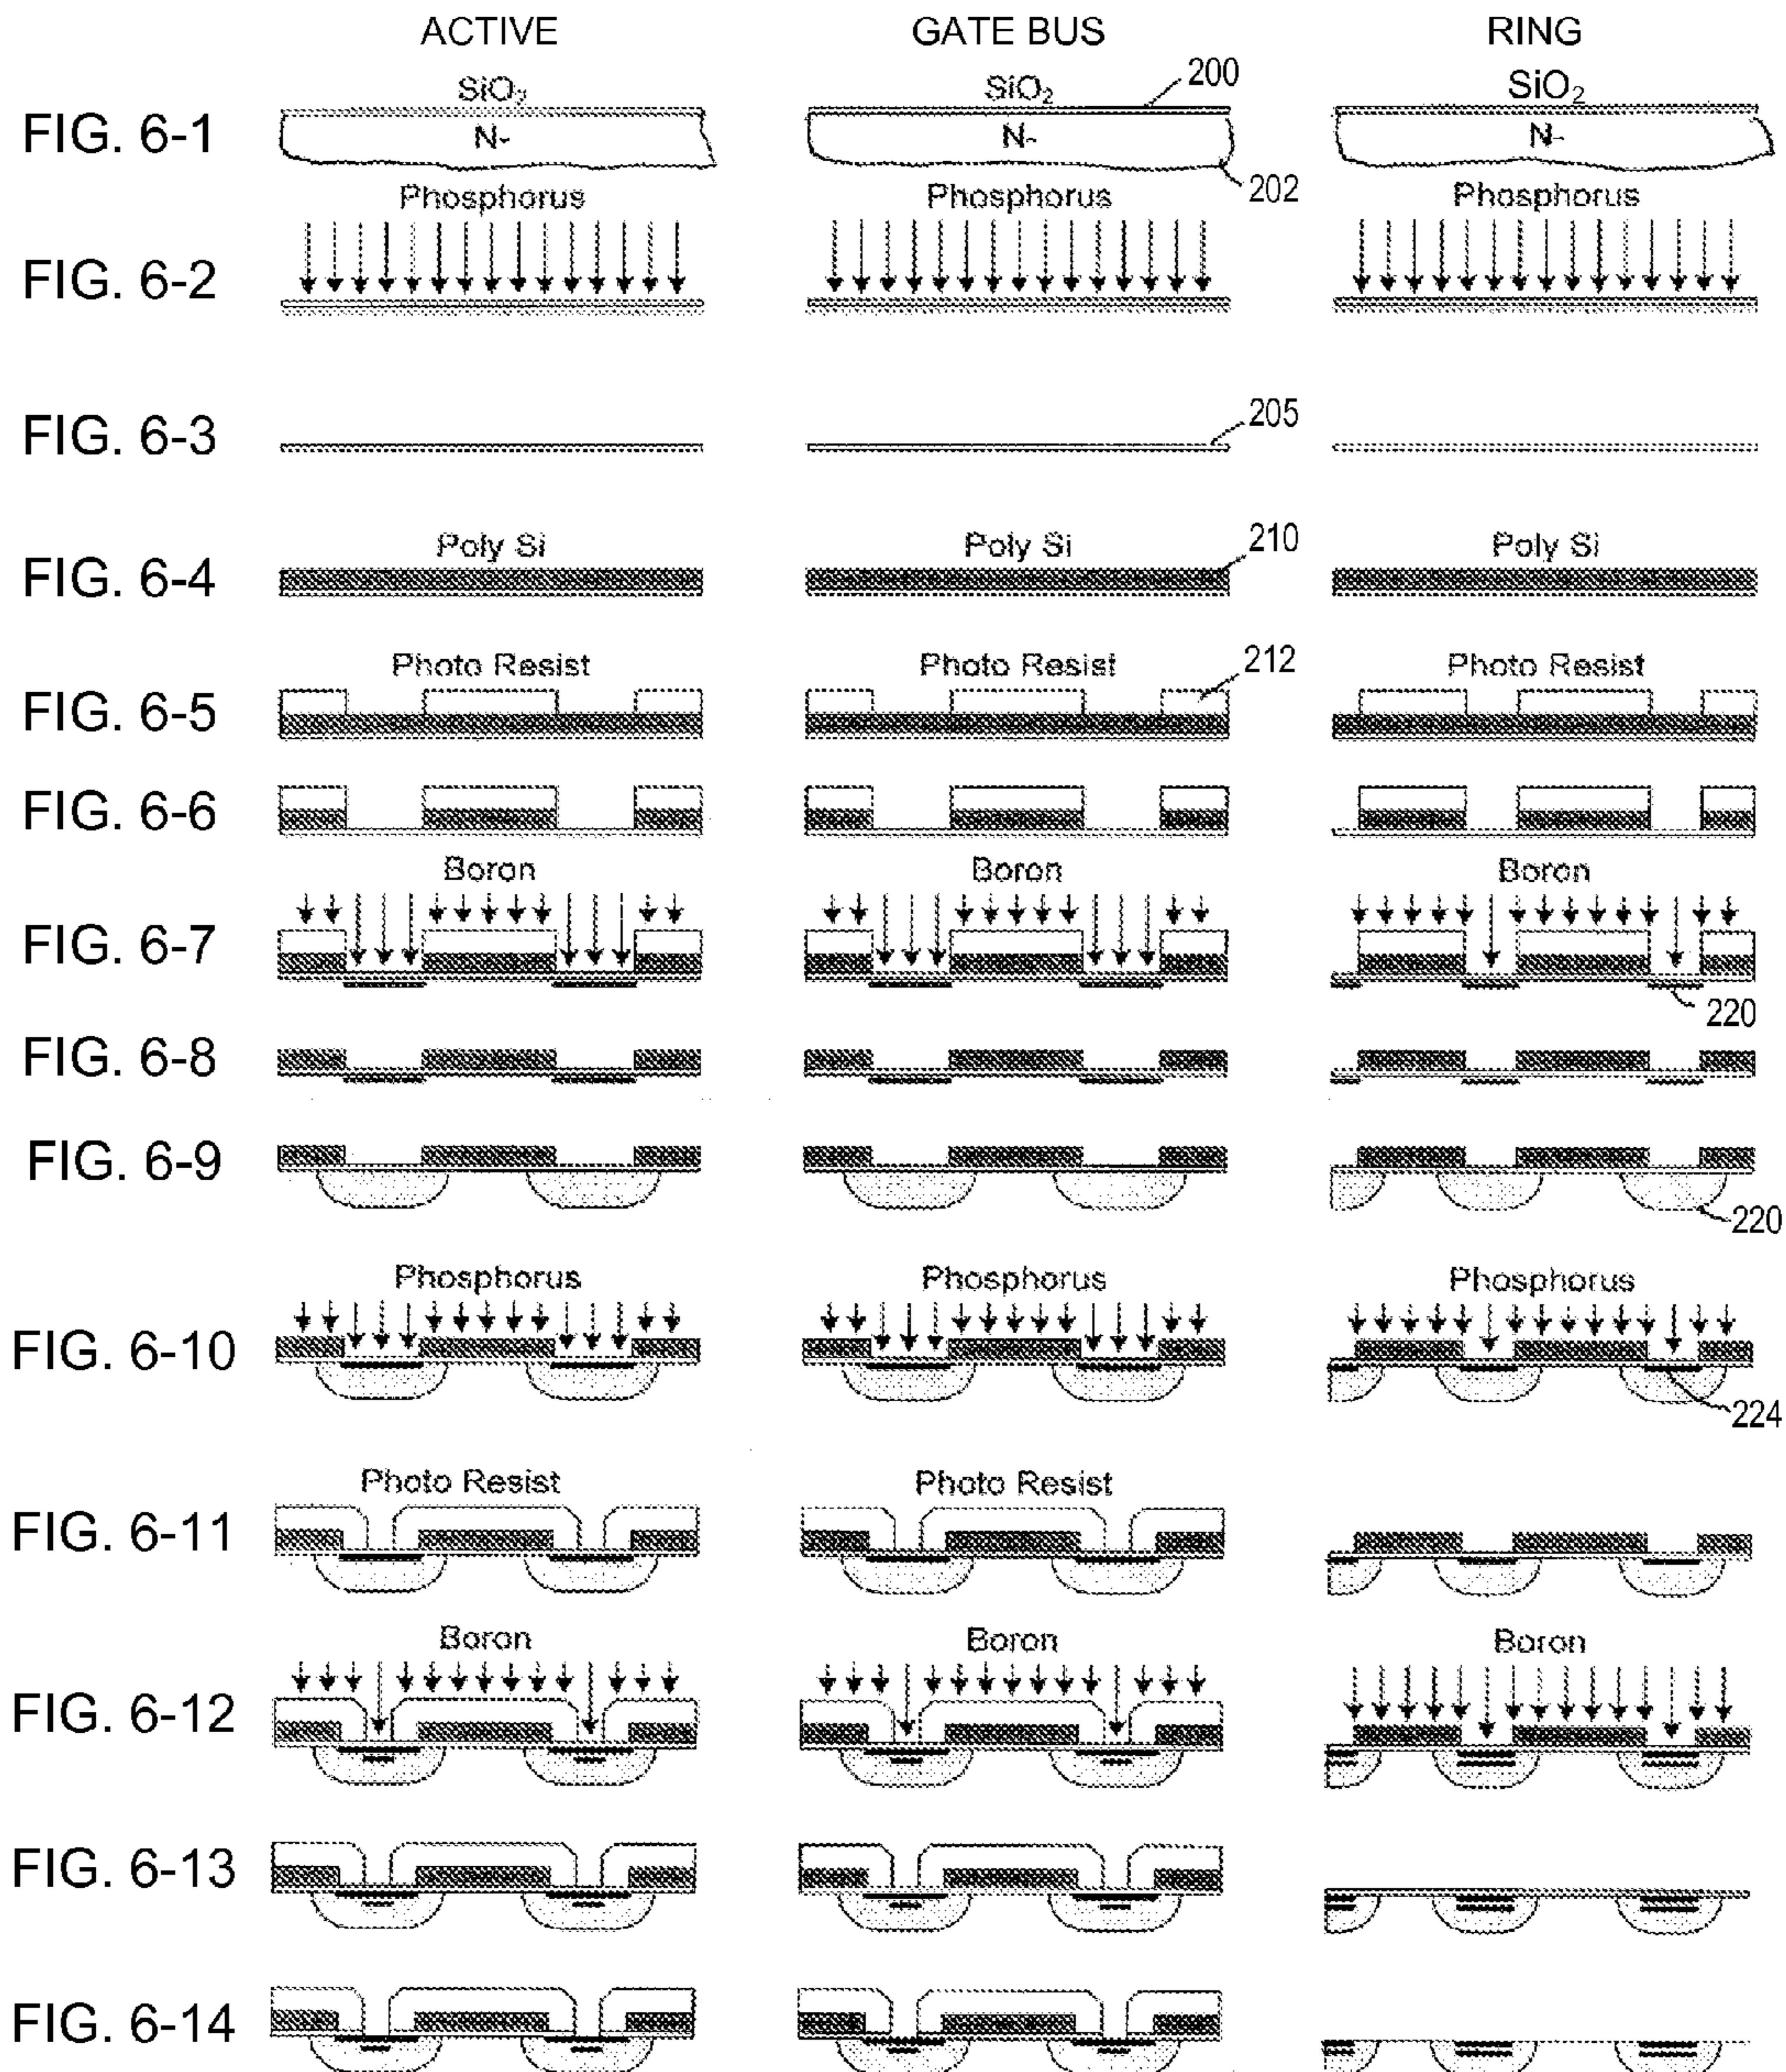 ACTIVE GATE BUS RING
SiO₂ SiO₂ 200 SiO₂
FIG. 6-1 N- N- N-
202
Phosphorus Phosphorus Phosphorus
FIG. 6-2
FIG. 6-3 205
Poly Si Poly Si 210 Poly Si
FIG. 6-4
Photo Resist Photo Resist 212 Photo Resist
FIG. 6-5
FIG. 6-6
Boron Boron Boron
FIG. 6-7
220
FIG. 6-8
FIG. 6-9
220
Phosphorus Phosphorus Phosphorus
FIG. 6-10
224
Photo Resist Photo Resist
FIG. 6-11
Boron Boron Boron
FIG. 6-12
FIG. 6-13
FIG. 6-14